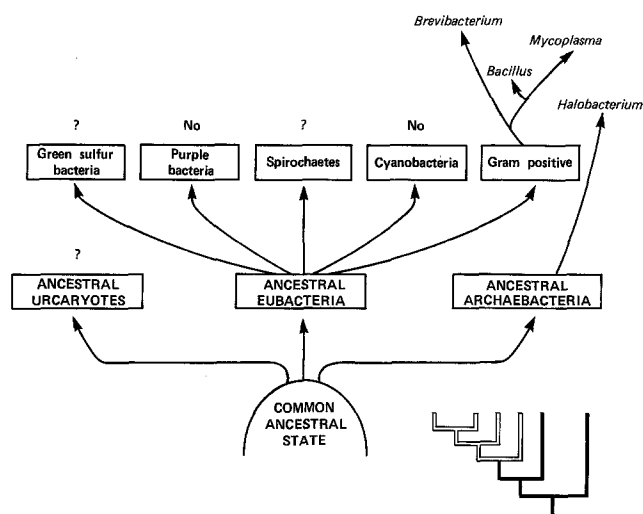 Brevibacterium
Mycoplasma
Bacillus
Halobacterium
?
No
?
No
Green sulfur
bacteria
Purple
bacteria
Spirochaetes
Cyanobacteria
Gram positive
?
ANCESTRAL
URCARYOTES
ANCESTRAL
EUBACTERIA
ANCESTRAL
ARCHAEBACTERIA
COMMON
ANCESTRAL
STATE